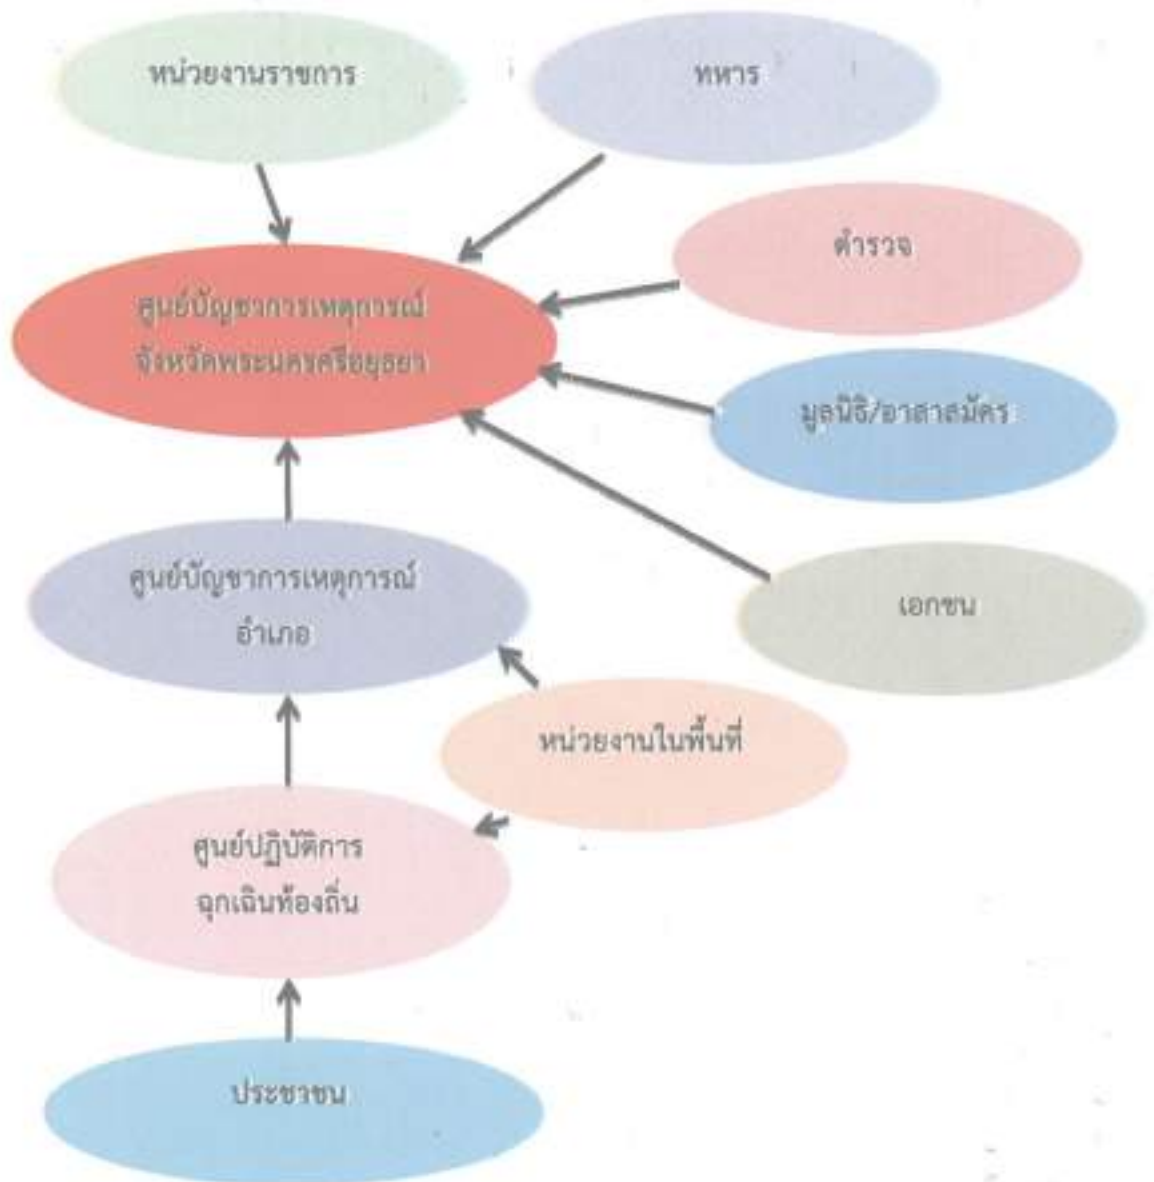 หน่วยงานราชการ
ทหาร
ตำรวจ
ศูนย์บัญชาการเหตุการณ์
จังหวัดพระนครศรีอยุธยา
มูลนิธิ/อาสาสมัคร
ศูนย์บัญชาการเหตุการณ์
อำเภอ
เอกชน
หน่วยงานในพื้นที่
ศูนย์ปฏิบัติการ
ฉุกเฉินท้องถิ่น
ประชาชน